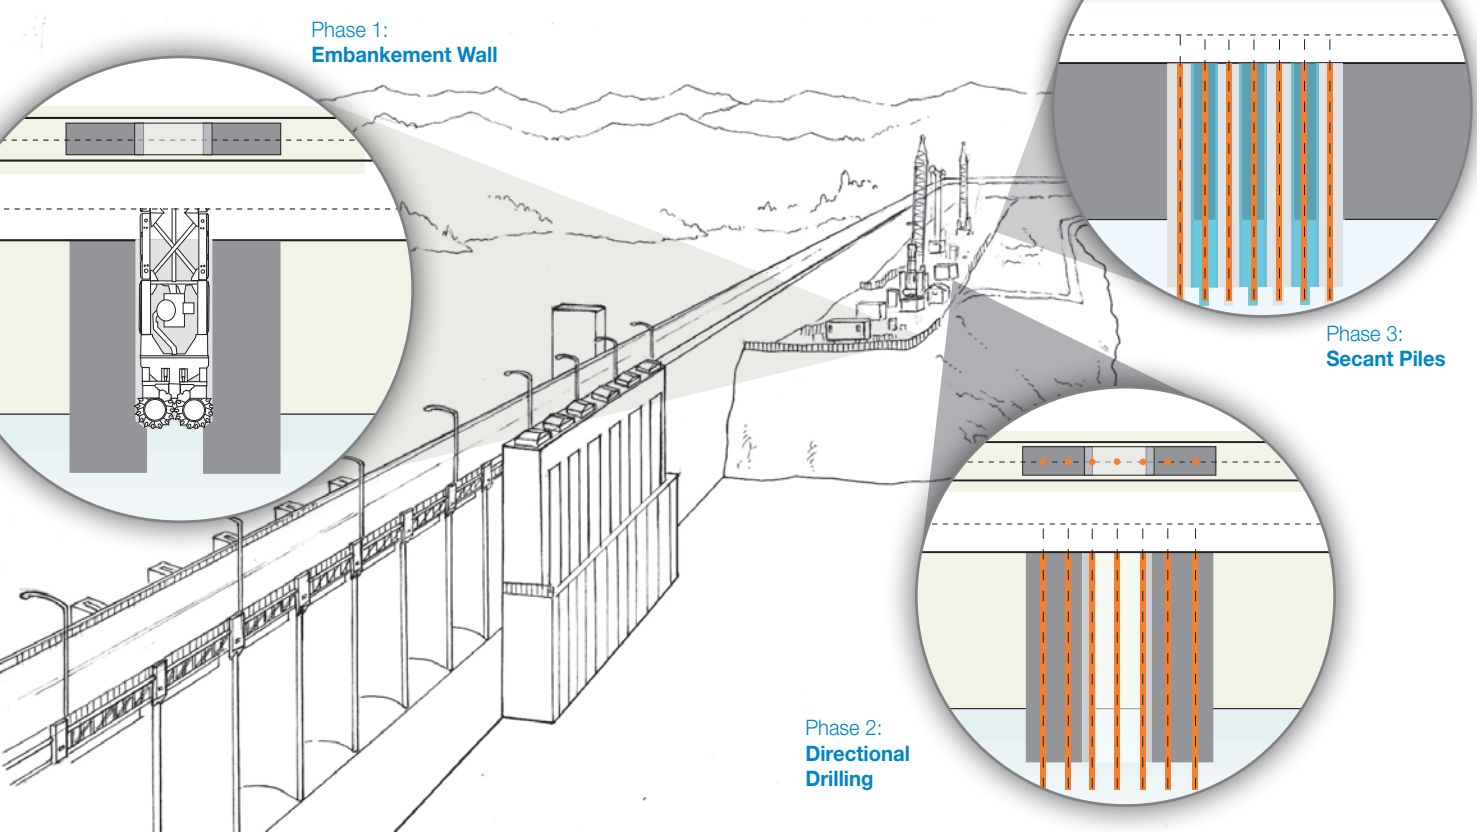 Phase 1:
Embankement Wall
Phase 3:
Secant Piles
Phase 2:
Directional
Drilling